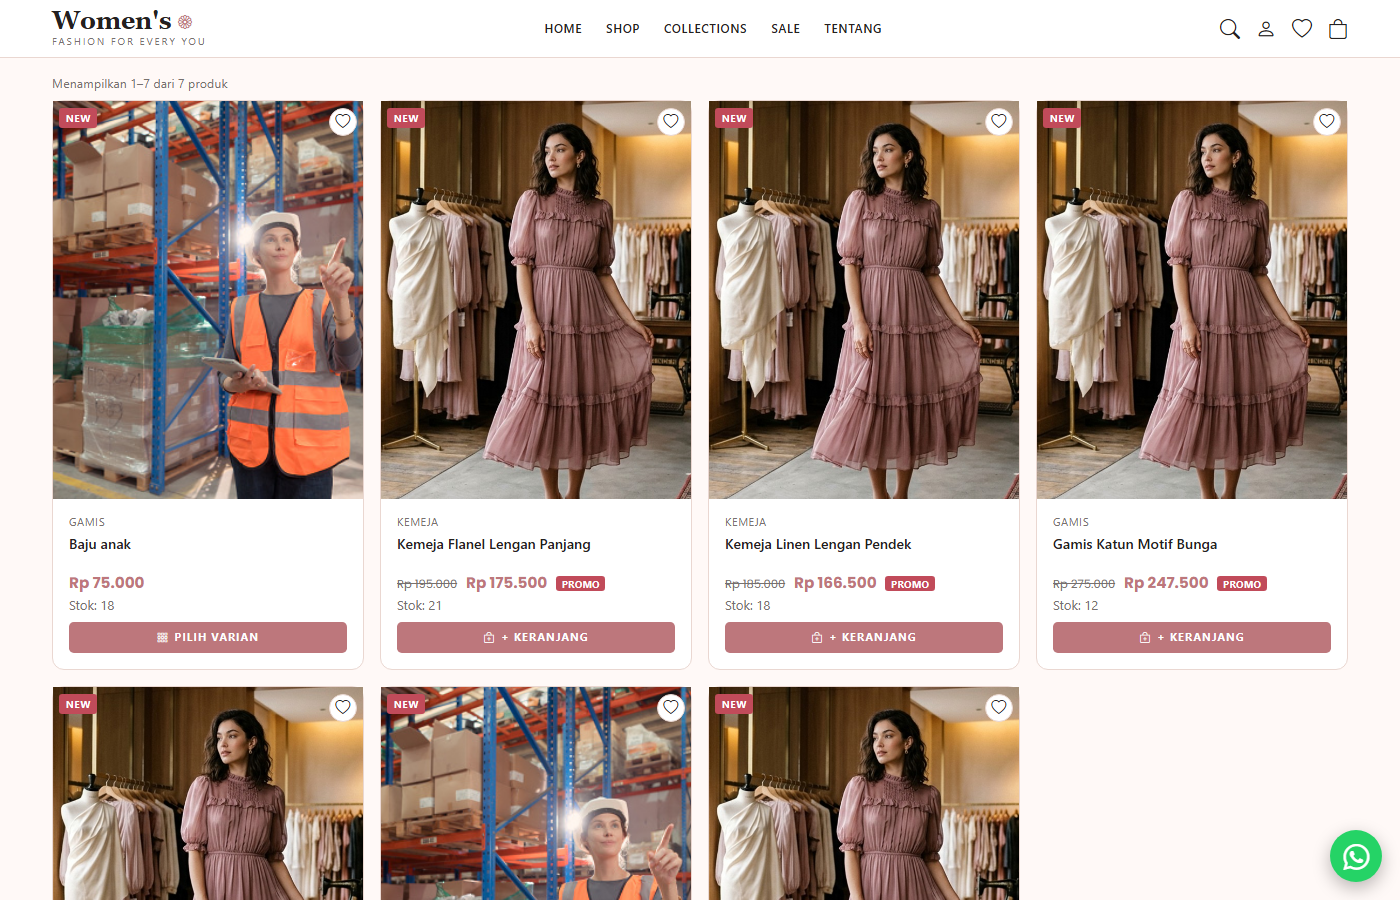 Women's
FASHION FOR EVERY YOU
HOME
SHOP
COLLECTIONS
SALE
TENTANG
Menampilkan 1–7 dari 7 produk
NEW
NEW
NEW
NEW
GAMIS
Baju anak
Rp 75.000
Stok: 18
PILIH VARIAN
KEMEJA
Kemeja Flanel Lengan Panjang
Rp 195.000 Rp 175.500 PROMO
Stok: 21
+ KERANJANG
KEMEJA
Kemeja Linen Lengan Pendek
Rp 185.000 Rp 166.500 PROMO
Stok: 18
+ KERANJANG
GAMIS
Gamis Katun Motif Bunga
Rp 275.000 Rp 247.500 PROMO
Stok: 12
+ KERANJANG
NEW
NEW
NEW